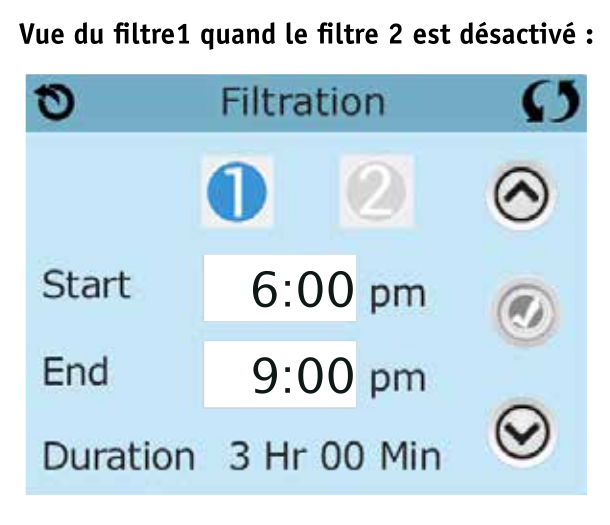 Vue du filtre1 quand le filtre 2 est désactivé :
Filtration
1 2
Start 6:00 pm
End 9:00 pm
Duration 3 Hr 00 Min